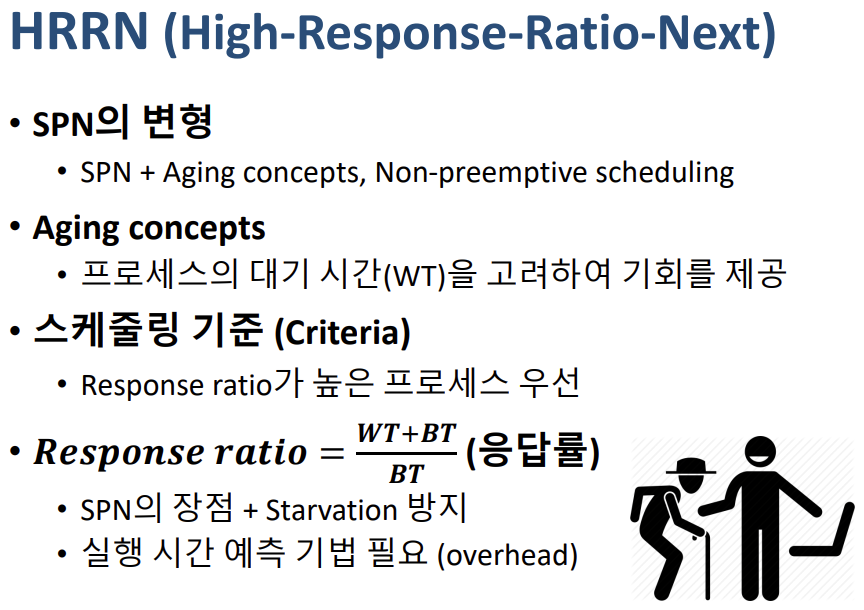 HRRN (High-Response-Ratio-Next)
• SPN의 변형
• SPN + Aging concepts, Non-preemptive scheduling
• Aging concepts
• 프로세스의 대기 시간(WT)을 고려하여 기회를 제공
• 스케줄링 기준 (Criteria)
• Response ratio가 높은 프로세스 우선
• Response ratio = \frac{WT+BT}{BT} (응답률)
• SPN의 장점 + Starvation 방지
• 실행 시간 예측 기법 필요 (overhead)